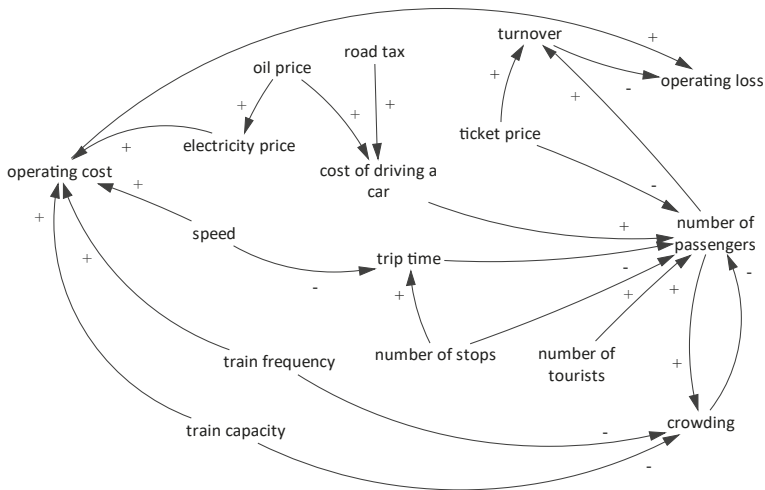 turnover
+
road tax
oil price
operating loss
+
+
-
+
+
+
ticket price
electricity price
+
operating cost
cost of driving a
car
+
-
+
number of
passengers
+
speed
trip time
-
-
+
-
+
+
+
number of stops
number of
tourists
train frequency
+
crowding
train capacity
-
-